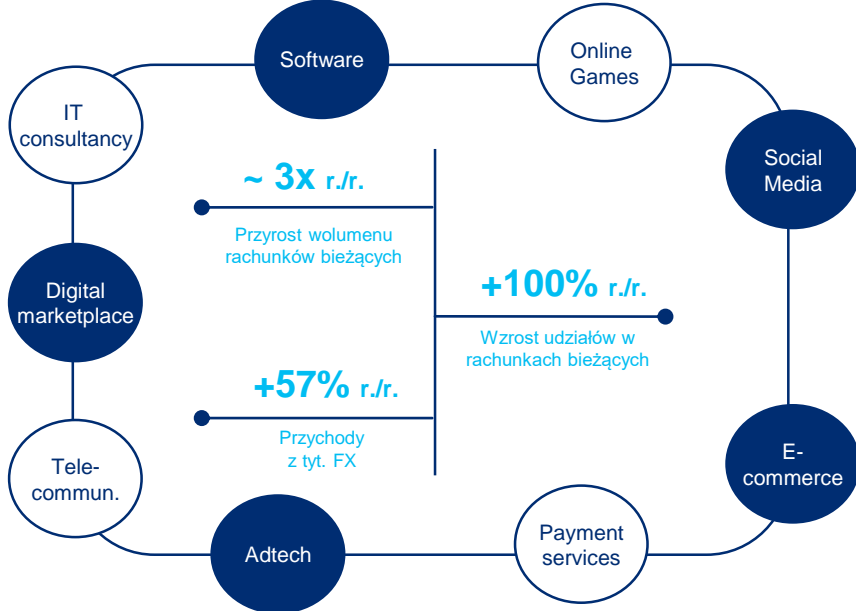 Software
Online
Games
IT
consultancy
Social
Media
~ 3x r./r.
Przyrost wolumenu
rachunków bieżących
Digital
marketplace
+100% r./r.
Wzrost udziałów w
rachunkach bieżących
+57% r./r.
Przychody
z tyt. FX
Tele-
commun.
E-
commerce
Adtech
Payment
services